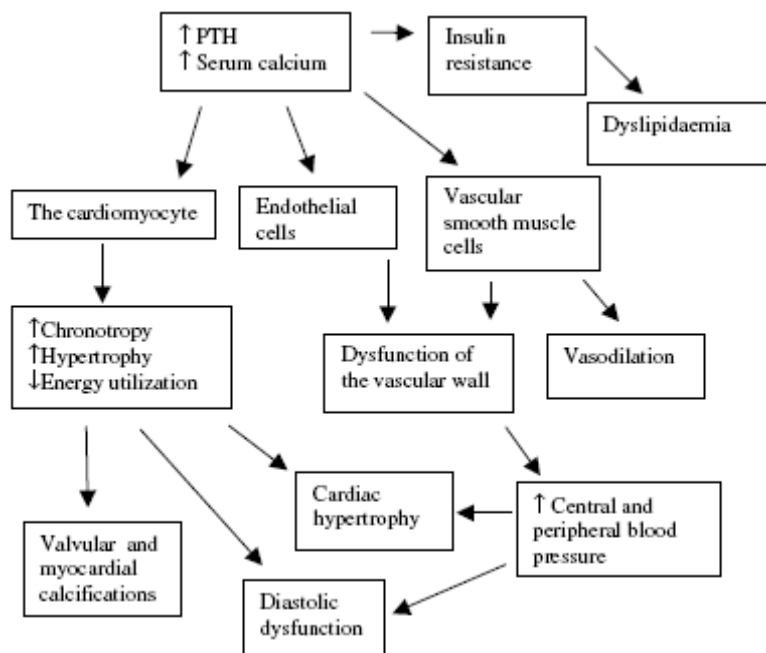 ↑ PTH
↑ Serum calcium
Insulin
resistance
Dyslipidaemia
The cardiomyocyte
Endothelial
cells
Vascular
smooth muscle
cells
↑Chronotropy
↑Hypertrophy
↓Energy utilization
Dysfunction of
the vascular wall
Vasodilation
Cardiac
hypertrophy
↑ Central and
peripheral blood
pressure
Valvular and
myocardial
calcifications
Diastolic
dysfunction